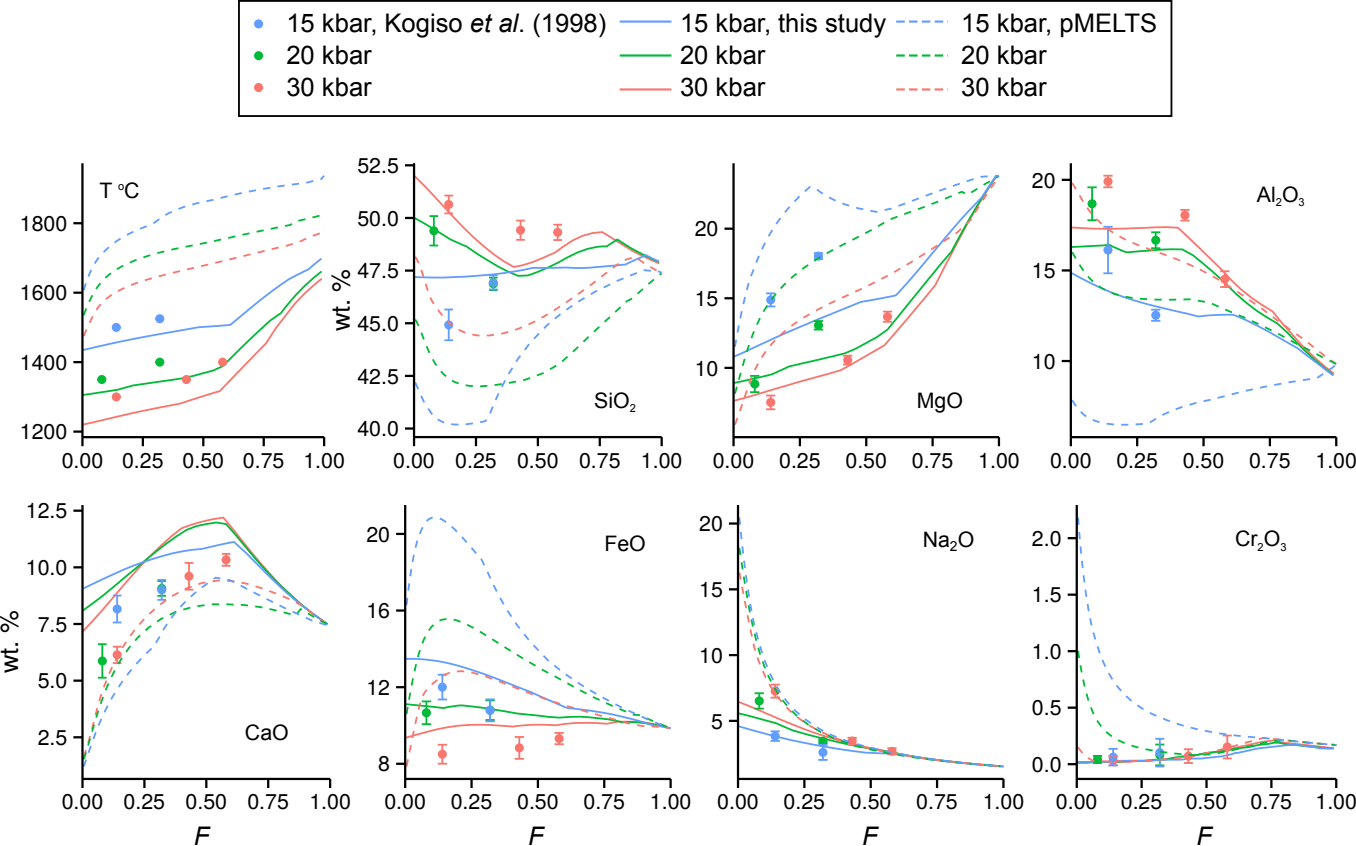 15 kbar, Kogiso et al. (1998) 15 kbar, this study 15 kbar, pMELTS
20 kbar 20 kbar 20 kbar
30 kbar 30 kbar 30 kbar
T °C
1800
1600
1400
1200
0.00 0.25 0.50 0.75 1.00
wt. %
52.5
50.0
47.5
45.0
42.5
40.0
SiO₂
0.00 0.25 0.50 0.75 1.00
20
15
10
MgO
0.00 0.25 0.50 0.75 1.00
20
15
10
Al₂O₃
0.00 0.25 0.50 0.75 1.00
wt. %
12.5
10.0
7.5
5.0
2.5
CaO
0.00 0.25 0.50 0.75 1.00
F
20
16
12
8
FeO
0.00 0.25 0.50 0.75 1.00
F
20
15
10
5
Na₂O
0.00 0.25 0.50 0.75 1.00
F
2.0
1.5
1.0
0.5
0.0
Cr₂O₃
0.00 0.25 0.50 0.75 1.00
F